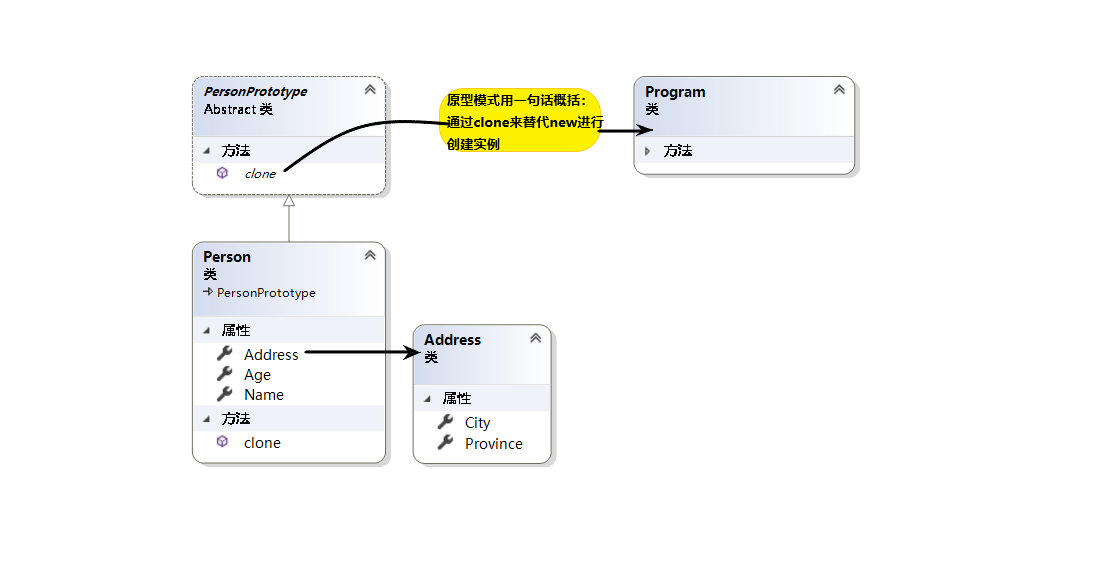 PersonPrototype
Abstract 类
方法
clone
原型模式用一句话概括：
通过clone来替代new进行
创建实例
Program
类
方法
Person
类
PersonPrototype
属性
Address
Age
Name
方法
clone
Address
类
属性
City
Province